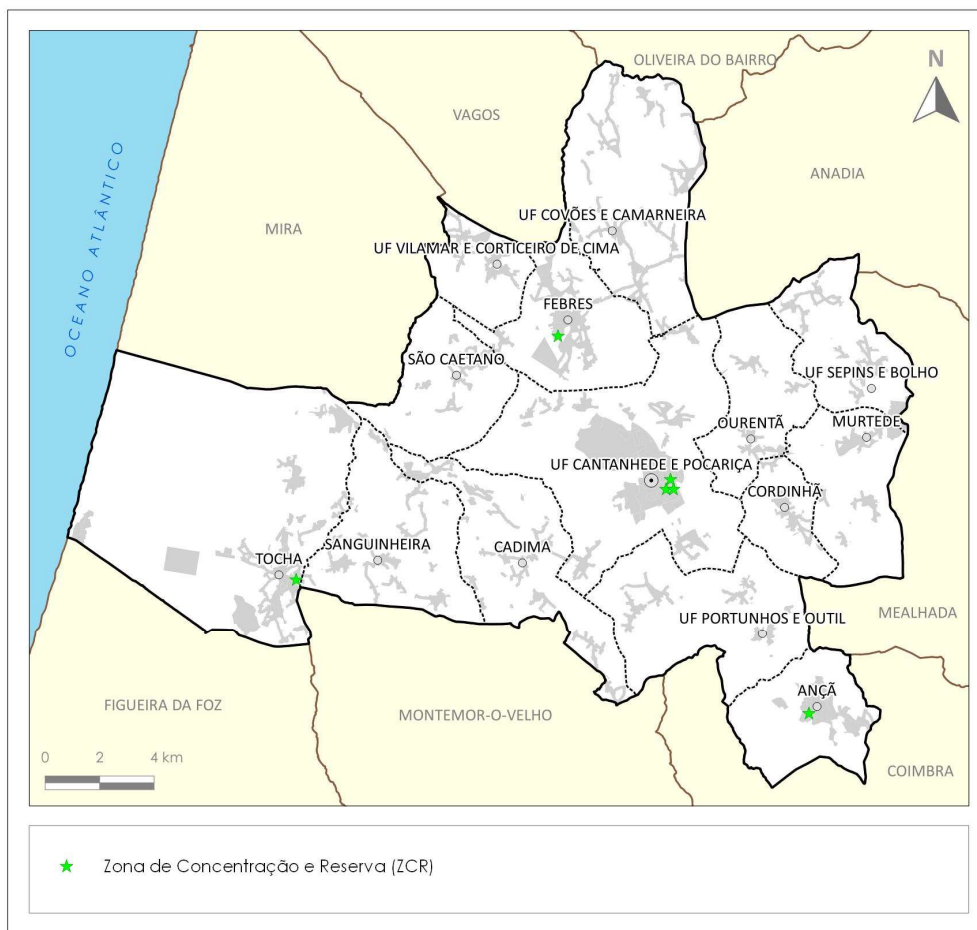 OLIVEIRA DO BAIRRO
N
VAGOS
ANADIA
OCEANO ATLÂNTICO
MIRA
UF COVÕES E CAMARNEIRA
UF VILAMAR E CORTICEIRO DE CIMA
FEBRES
SÃO CAETANO
UF SEPINS E BOLHO
OURENTÃ
MURTEDE
UF CANTANHEDE E POCARIÇA
CORDINHÃ
TOCHA
SANGUINHEIRA
CADIMA
UF PORTUNHOS E OUTIL
MEALHADA
ANÇÃ
FIGUEIRA DA FOZ
MONTEMOR-O-VELHO
COIMBRA
0 2 4 km
Zona de Concentração e Reserva (ZCR)